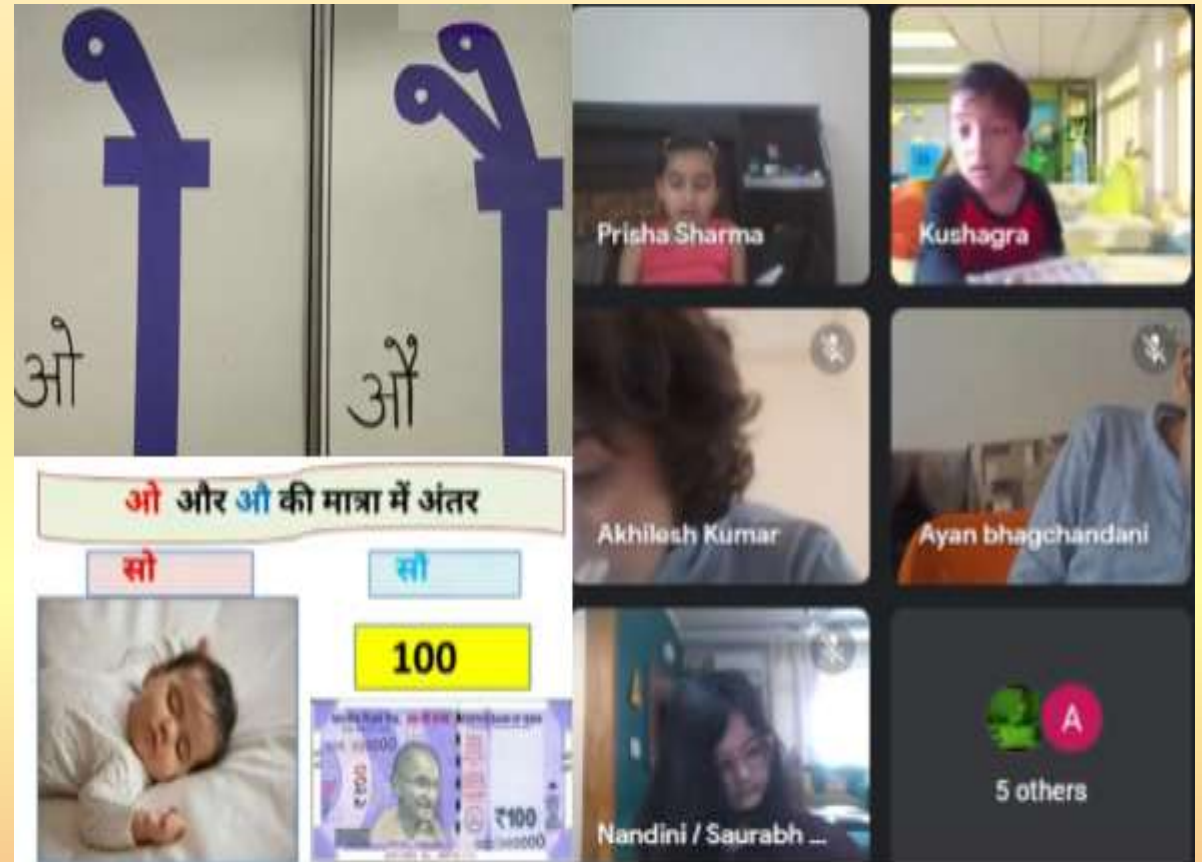 ओ
औ
ओ और औ की मात्रा में अंतर
सो
सौ
100
₹100
Prisha Sharma
Kushagra
Akhilesh Kumar
Ayan bhagchandani
Nandini / Saurabh ...
A
5 others